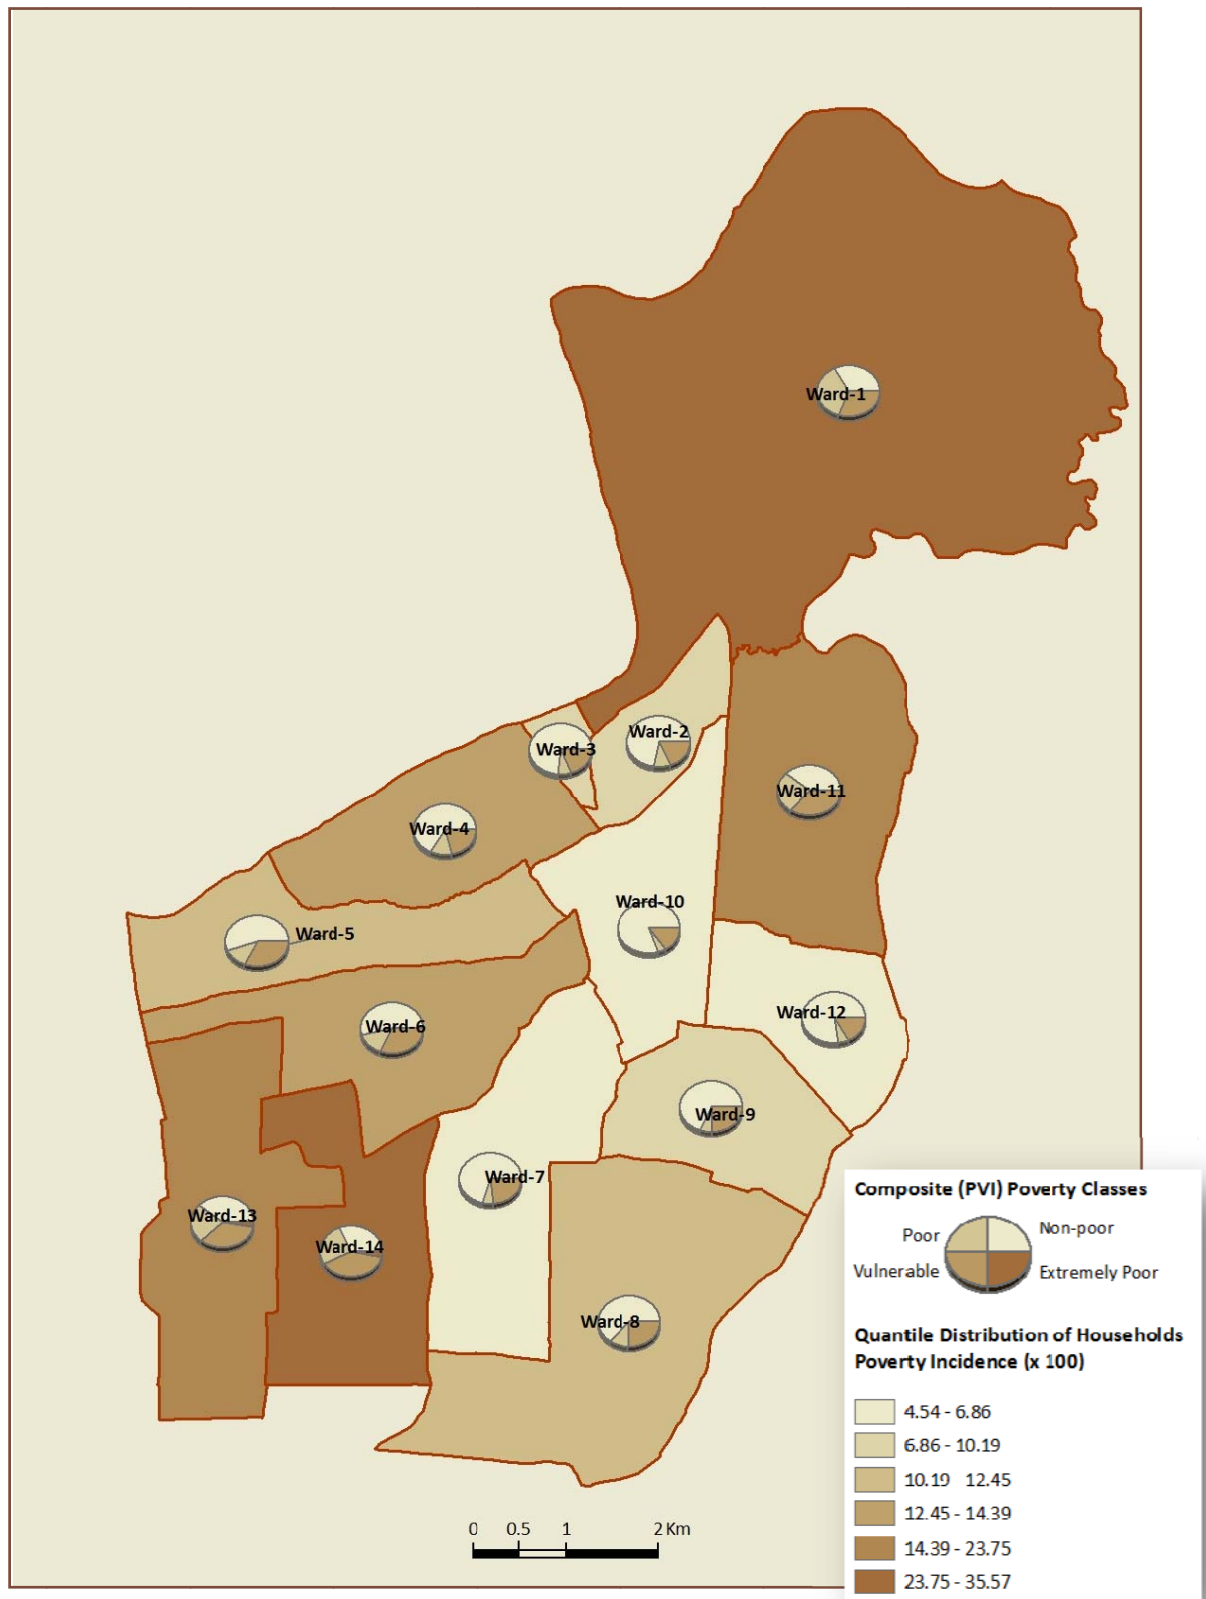 Ward-1
Ward-2
Ward-3
Ward-11
Ward-4
Ward-10
Ward-5
Ward-12
Ward-6
Ward-9
Ward-7
Ward-13
Ward-14
Ward-8
Composite (PVI) Poverty Classes
Poor
Non-poor
Vulnerable
Extremely Poor
Quantile Distribution of Households
Poverty Incidence (x 100)
4.54 - 6.86
6.86 - 10.19
10.19 12.45
12.45 - 14.39
14.39 - 23.75
23.75 - 35.57
0 0.5 1 2 Km